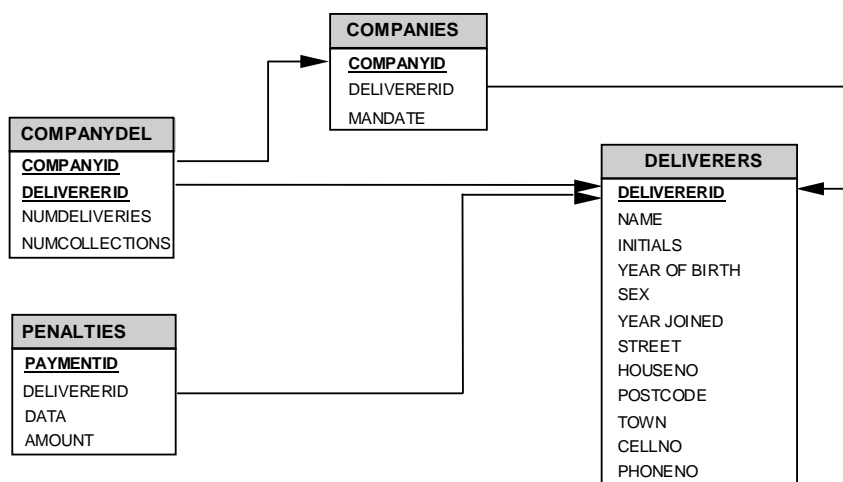 COMPANIES
COMPANYID
DELIVERERID
MANDATE
COMPANYDEL
COMPANYID
DELIVERERID
NUMDELIVERIES
NUMCOLLECTIONS
DELIVERERS
DELIVERERID
NAME
INITIALS
YEAR OF BIRTH
SEX
YEAR JOINED
STREET
HOUSENO
POSTCODE
TOWN
CELLNO
PHONENO
PENALTIES
PAYMENTID
DELIVERERID
DATA
AMOUNT